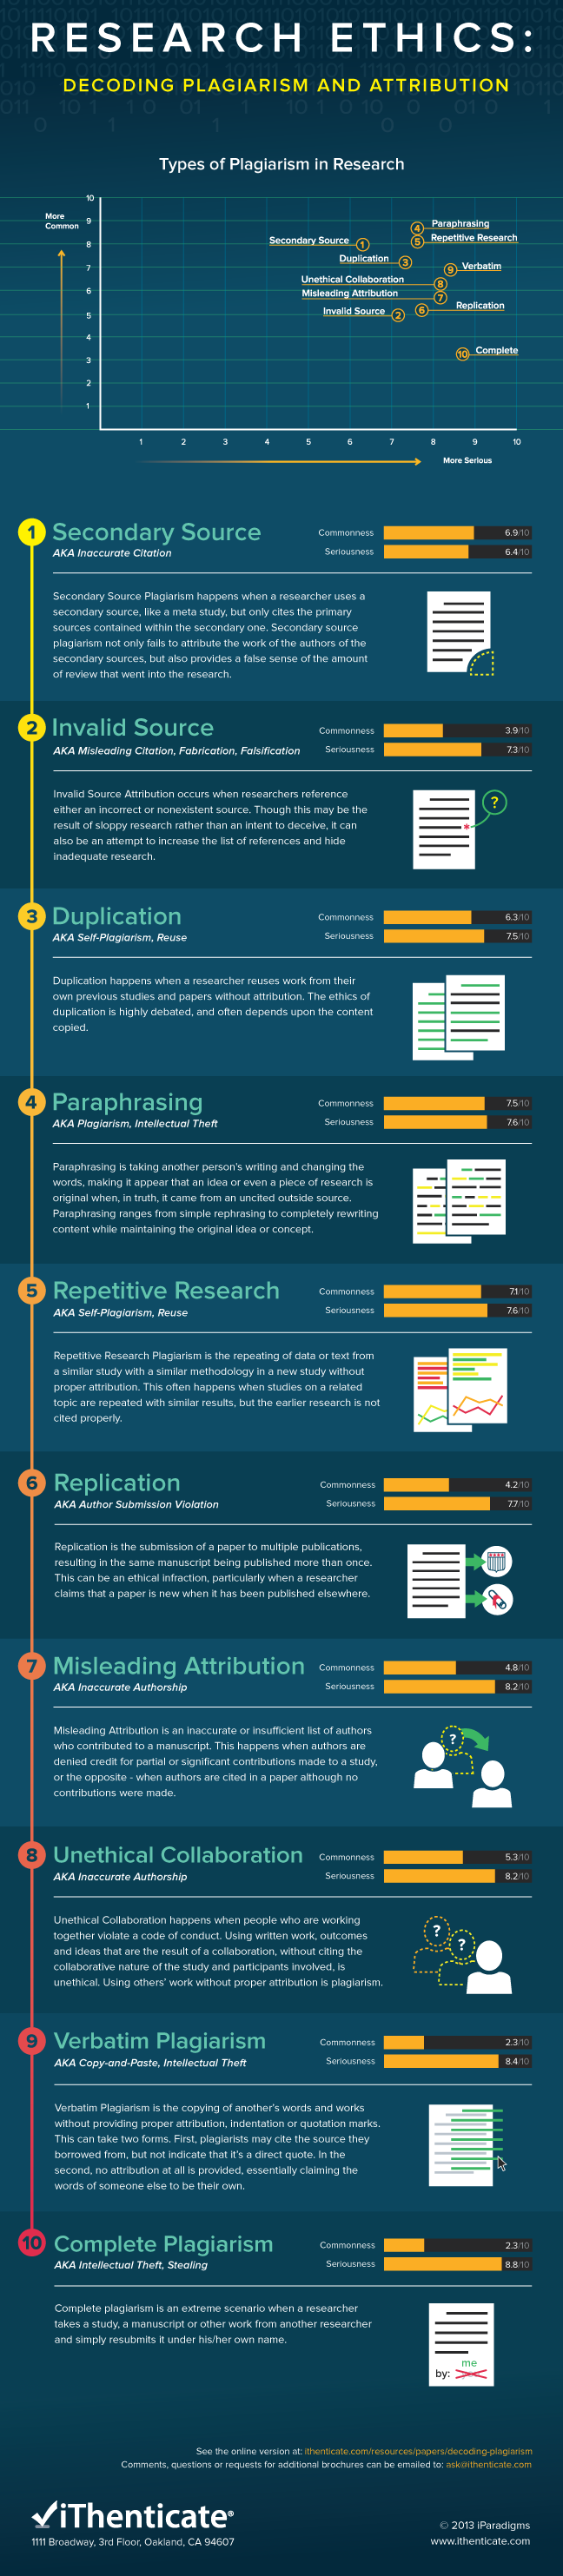 RESEARCH ETHICS:
DECODING PLAGIARISM AND ATTRIBUTION
Types of Plagiarism in Research
More
Common
10
9
8
7
6
5
4
3
2
1
Secondary Source 1
4 Paraphrasing
5 Repetitive Research
Duplication 3
9 Verbatim
Unethical Collaboration 8
Misleading Attribution 7
Invalid Source 2
6 Replication
10 Complete
1 2 3 4 5 6 7 8 9 10
More Serious
1 Secondary Source
AKA Inaccurate Citation
Commonness 6.9/10
Seriousness 6.4/10
Secondary Source Plagiarism happens when a researcher uses a
secondary source, like a meta study, but only cites the primary
sources contained within the secondary one. Secondary source
plagiarism not only fails to attribute the work of the authors of the
secondary sources, but also provides a false sense of the amount
of review that went into the research.
2 Invalid Source
AKA Misleading Citation, Fabrication, Falsification
Commonness 3.9/10
Seriousness 7.3/10
Invalid Source Attribution occurs when researchers reference
either an incorrect or nonexistent source. Though this may be the
result of sloppy research rather than an intent to deceive, it can
also be an attempt to increase the list of references and hide
inadequate research.
?
*
3 Duplication
AKA Self-Plagiarism, Reuse
Commonness 6.3/10
Seriousness 7.5/10
Duplication happens when a researcher reuses work from their
own previous studies and papers without attribution. The ethics of
duplication is highly debated, and often depends upon the content
copied.
4 Paraphrasing
AKA Plagiarism, Intellectual Theft
Commonness 7.5/10
Seriousness 7.6/10
Paraphrasing is taking another person's writing and changing the
words, making it appear that an idea or even a piece of research is
original when, in truth, it came from an uncited outside source.
Paraphrasing ranges from simple rephrasing to completely rewriting
content while maintaining the original idea or concept.
5 Repetitive Research
AKA Self-Plagiarism, Reuse
Commonness 7.1/10
Seriousness 7.6/10
Repetitive Research Plagiarism is the repeating of data or text from
a similar study with a similar methodology in a new study without
proper attribution. This often happens when studies on a related
topic are repeated with similar results, but the earlier research is not
cited properly.
6 Replication
AKA Author Submission Violation
Commonness 4.2/10
Seriousness 7.7/10
Replication is the submission of a paper to multiple publications,
resulting in the same manuscript being published more than once.
This can be an ethical infraction, particularly when a researcher
claims that a paper is new when it has been published elsewhere.
7 Misleading Attribution
AKA Inaccurate Authorship
Commonness 4.8/10
Seriousness 8.2/10
Misleading Attribution is an inaccurate or insufficient list of authors
who contributed to a manuscript. This happens when authors are
denied credit for partial or significant contributions made to a study,
or the opposite - when authors are cited in a paper although no
contributions were made.
?
8 Unethical Collaboration
AKA Inaccurate Authorship
Commonness 5.3/10
Seriousness 8.2/10
Unethical Collaboration happens when people who are working
together violate a code of conduct. Using written work, outcomes
and ideas that are the result of a collaboration, without citing the
collaborative nature of the study and participants involved, is
unethical. Using others' work without proper attribution is plagiarism.
?
?
9 Verbatim Plagiarism
AKA Copy-and-Paste, Intellectual Theft
Commonness 2.3/10
Seriousness 8.4/10
Verbatim Plagiarism is the copying of another's words and works
without providing proper attribution, indentation or quotation marks.
This can take two forms. First, plagiarists may cite the source they
borrowed from, but not indicate that it's a direct quote. In the
second, no attribution at all is provided, essentially claiming the
words of someone else to be their own.
10 Complete Plagiarism
AKA Intellectual Theft, Stealing
Commonness 2.3/10
Seriousness 8.8/10
Complete plagiarism is an extreme scenario when a researcher
takes a study, a manuscript or other work from another researcher
and simply resubmits it under his/her own name.
me
by:
See the online version at: ithenticate.com/resources/papers/decoding-plagiarism
Comments, questions or requests for additional brochures can be emailed to: ask@ithenticate.com
iThenticate®
1111 Broadway, 3rd Floor, Oakland, CA 94607
© 2013 iParadigms
www.ithenticate.com